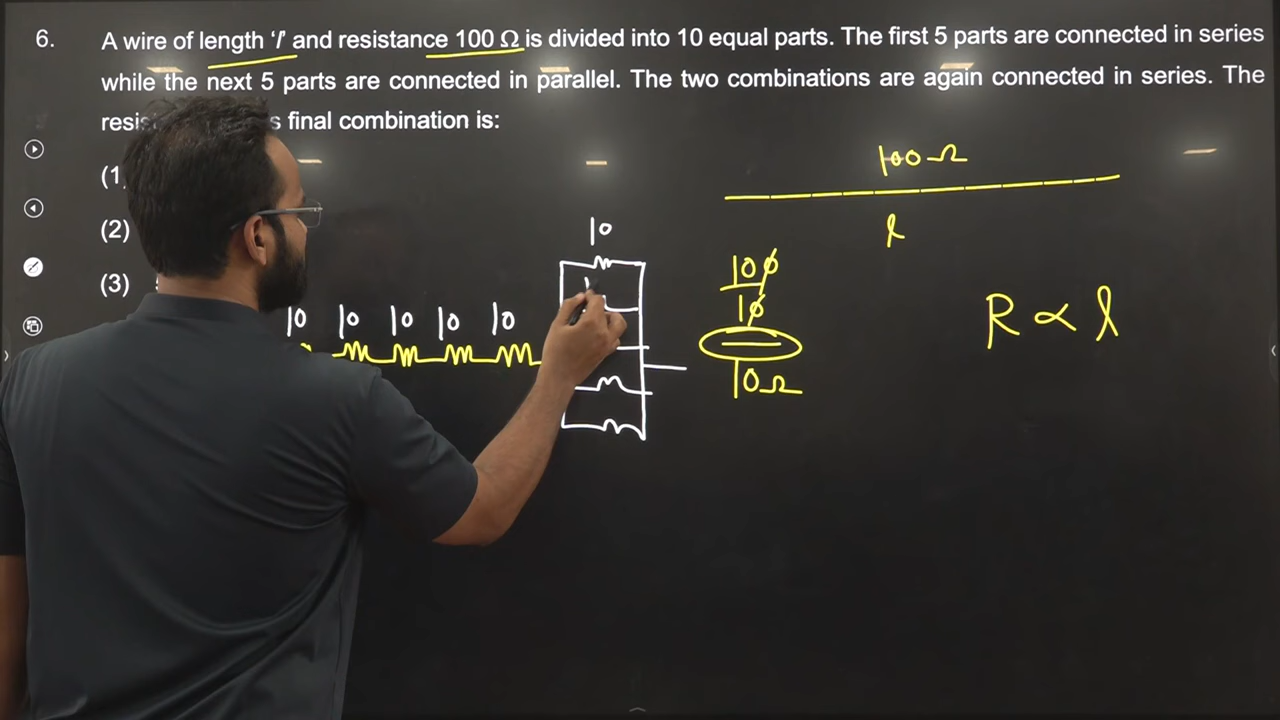 6. A wire of length ‘l’ and resistance 100 Ω is divided into 10 equal parts. The first 5 parts are connected in series
while the next 5 parts are connected in parallel. The two combinations are again connected in series. The
final combination is:
(1)
(2)
(3)
100Ω
l
10
100
10
10Ω
R ∝ l
10 10 10 10 10